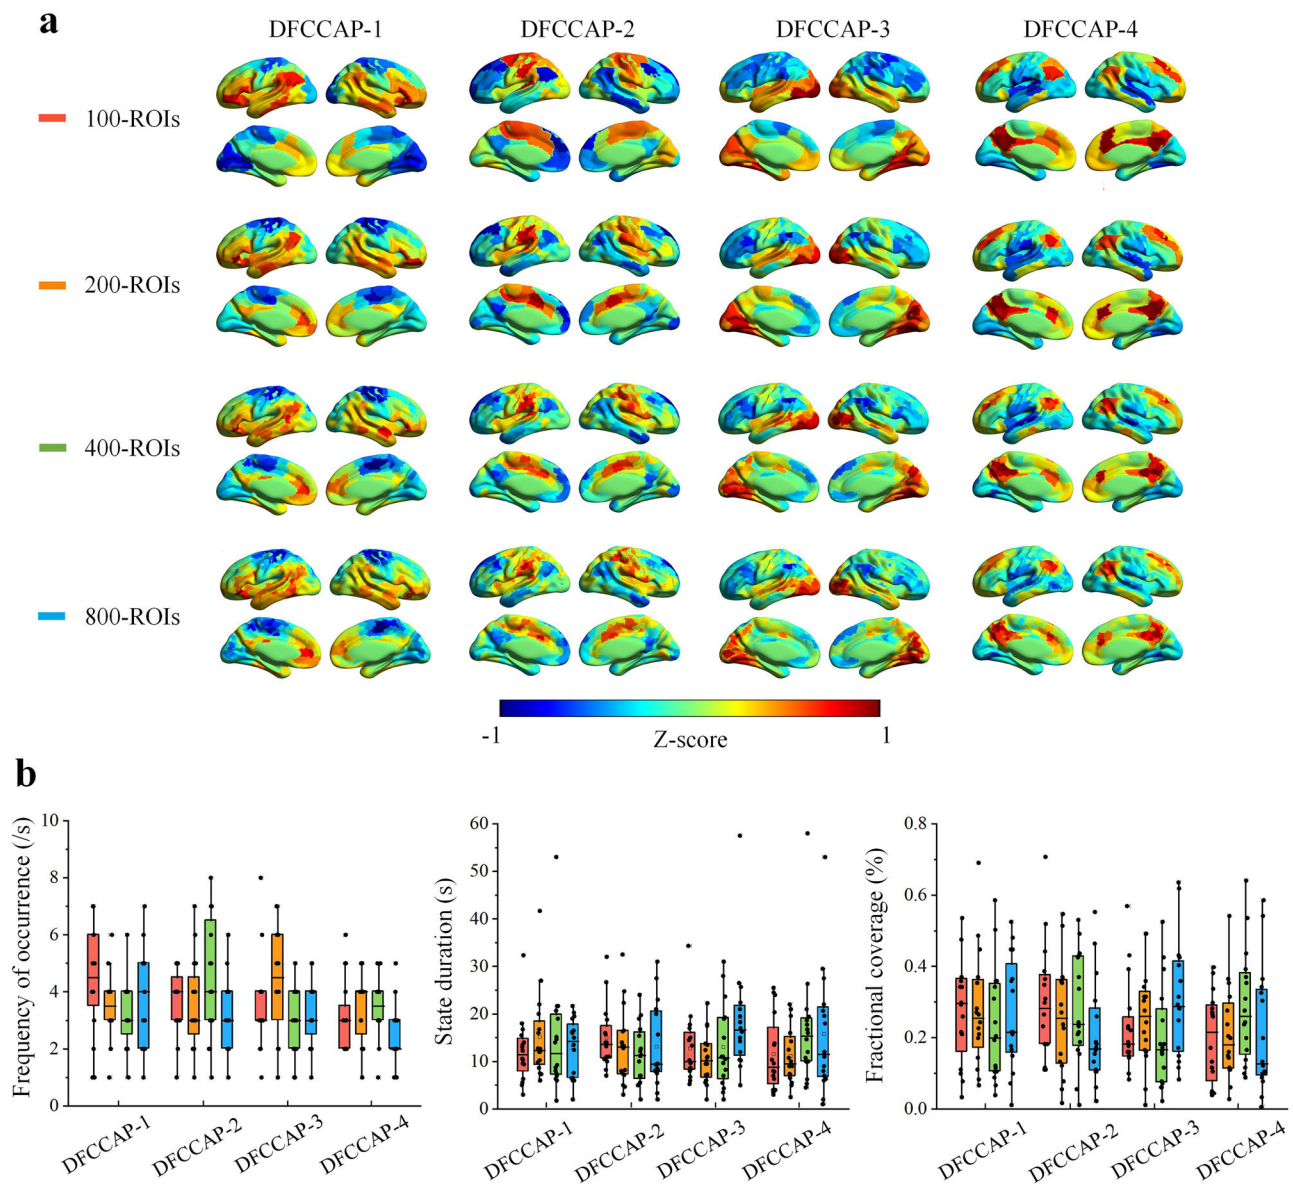 a
DFCCAP-1 DFCCAP-2 DFCCAP-3 DFCCAP-4
100-ROIs
200-ROIs
400-ROIs
800-ROIs
-1 Z-score 1
b
Frequency of occurrence (/s)
10
8
6
4
2
0
DFCCAP-1 DFCCAP-2 DFCCAP-3 DFCCAP-4
State duration (s)
60
50
60
30
20
10
0
DFCCAP-1 DFCCAP-2 DFCCAP-3 DFCCAP-4
Fractional coverage (%)
0.8
0.6
0.4
0.2
0.0
DFCCAP-1 DFCCAP-2 DFCCAP-3 DFCCAP-4